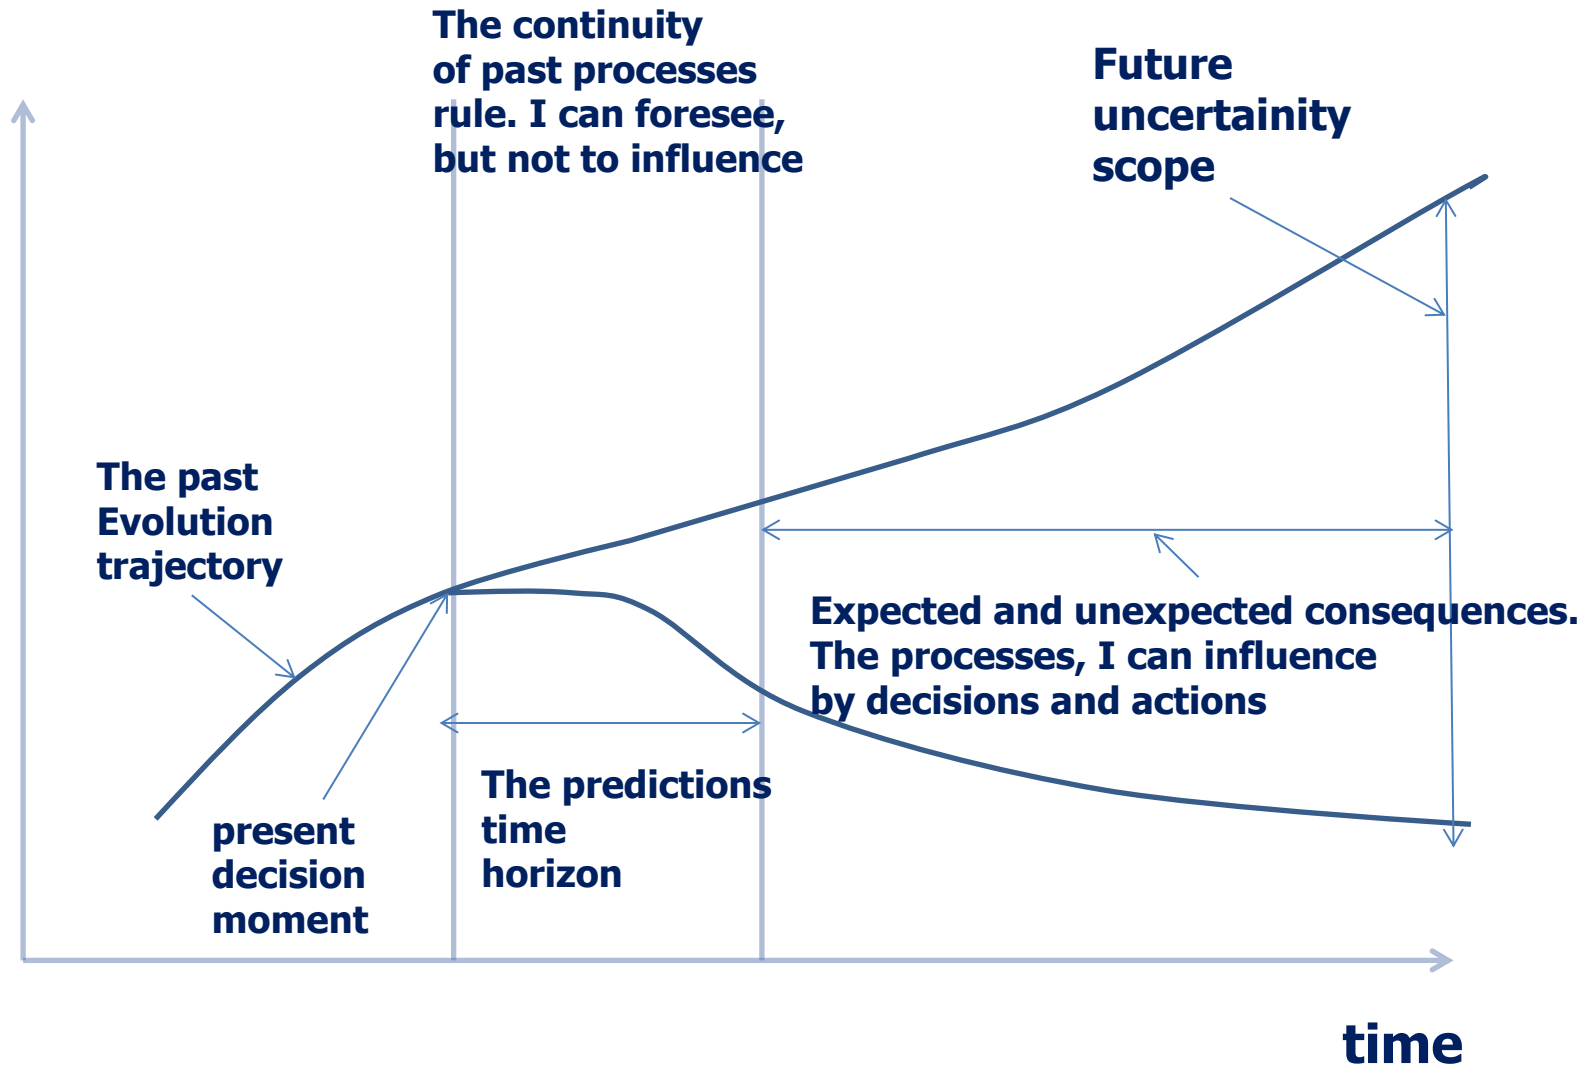 The continuity
of past processes
rule. I can foresee,
but not to influence
Future
uncertainity
scope
The past
Evolution
trajectory
Expected and unexpected consequences.
The processes, I can influence
by decisions and actions
The predictions
time
horizon
present
decision
moment
time